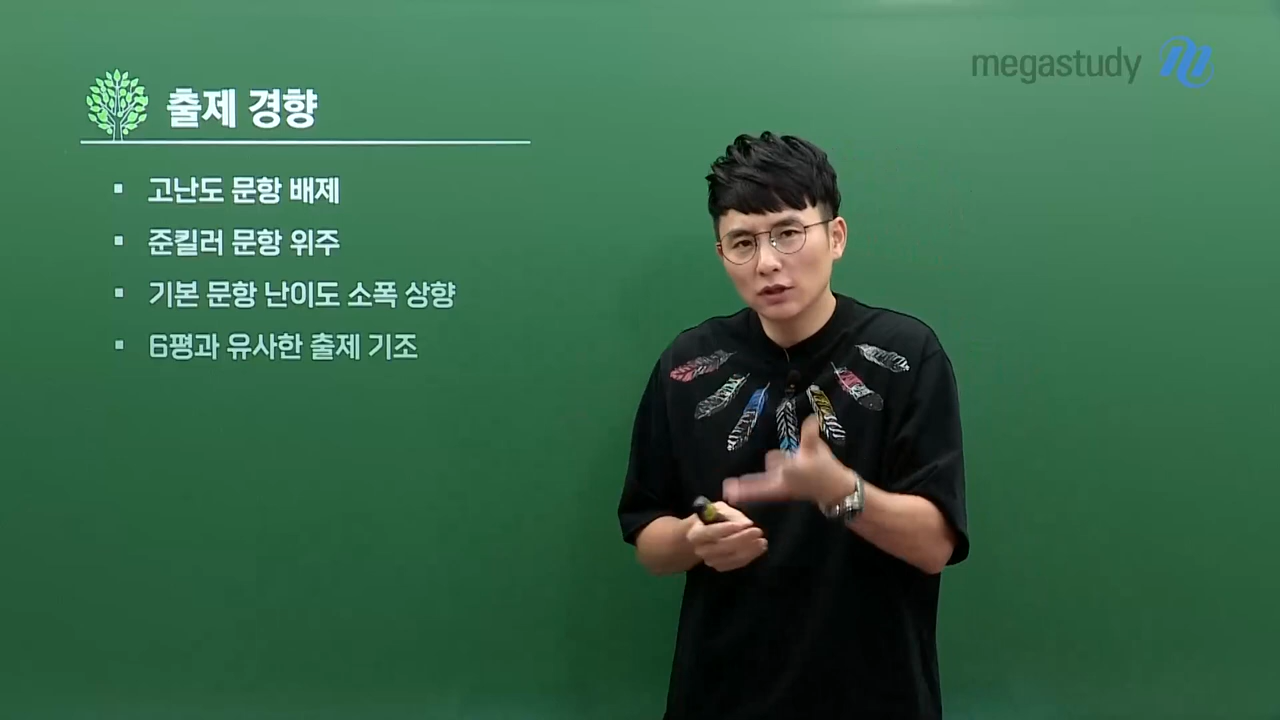 megastudy
출제 경향
▪ 고난도 문항 배제
▪ 준킬러 문항 위주
▪ 기본 문항 난이도 소폭 상향
▪ 6평과 유사한 출제 기조